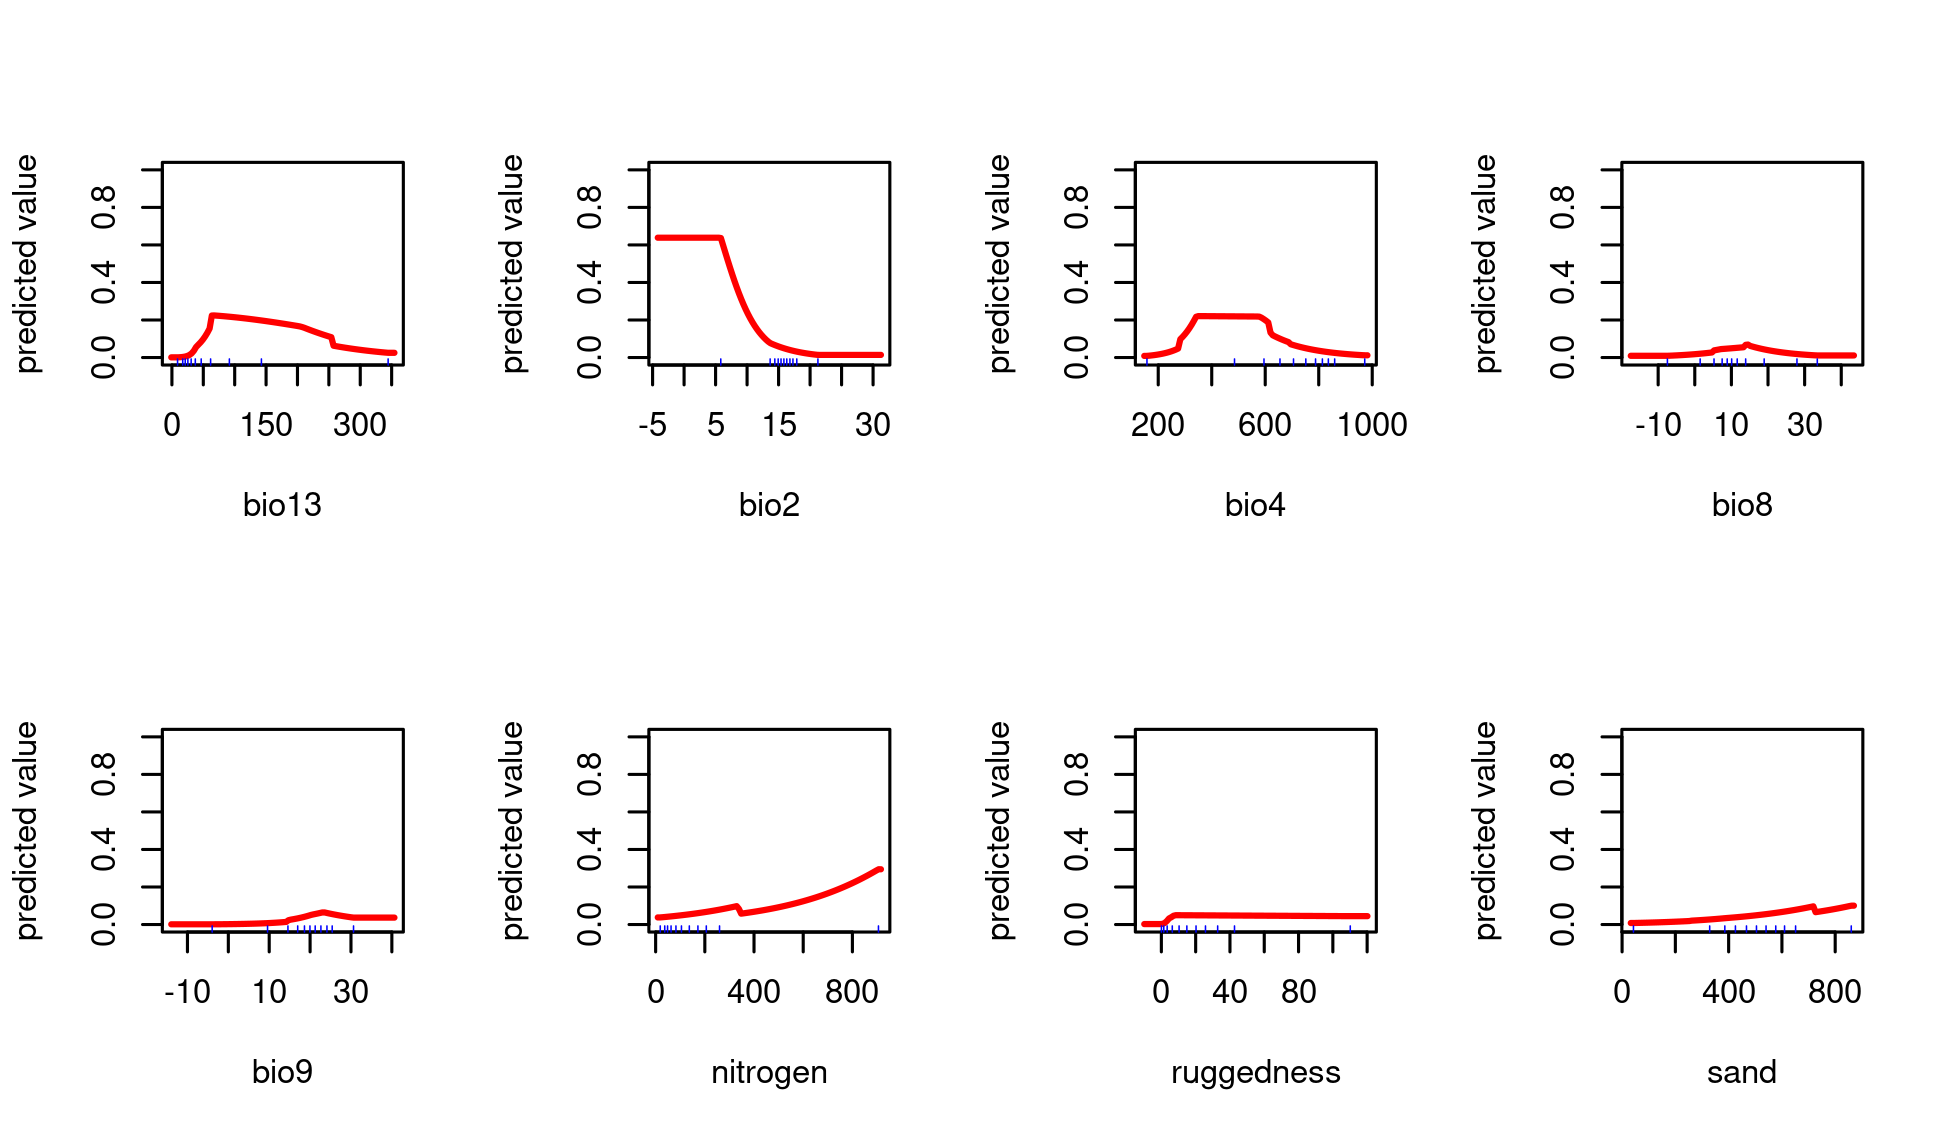 predicted value
0.0 0.4 0.8
0 150 300
bio13
predicted value
0.0 0.4 0.8
-5 5 15 30
bio2
predicted value
0.0 0.4 0.8
200 600 1000
bio4
predicted value
0.0 0.4 0.8
-10 10 30
bio8
predicted value
0.0 0.4 0.8
-10 10 30
bio9
predicted value
0.0 0.4 0.8
0 400 800
nitrogen
predicted value
0.0 0.4 0.8
0 40 80
ruggedness
predicted value
0.0 0.4 0.8
0 400 800
sand